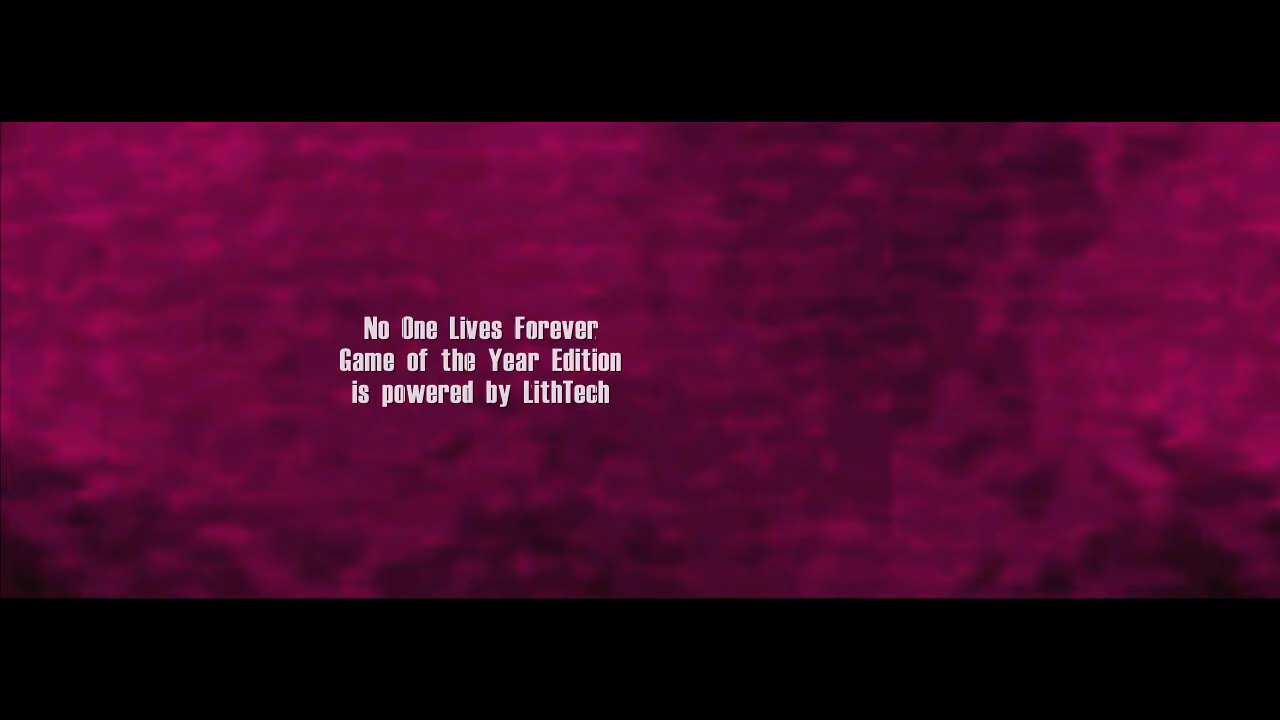 No One Lives Forever
Game of the Year Edition
is powered by LithTech